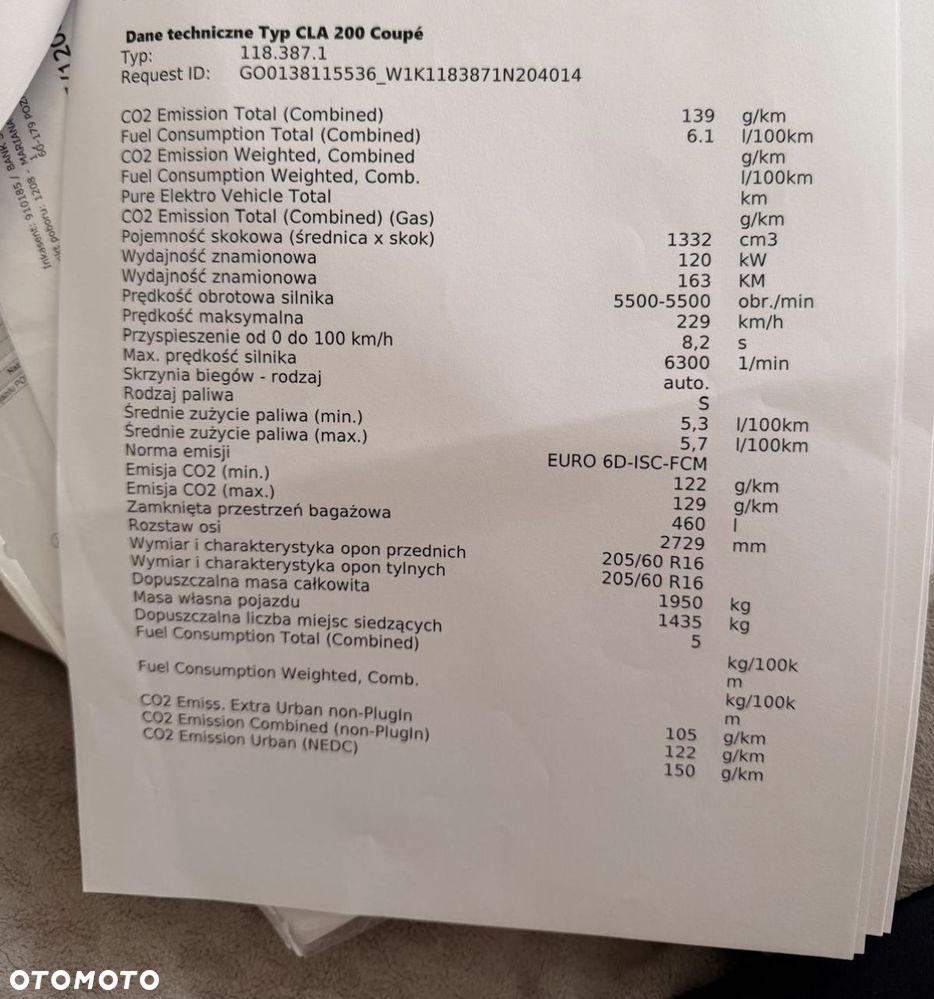 Dane techniczne Typ CLA 200 Coupé
Typ: 118.387.1
Request ID: GO0138115536_W1K1183871N204014
CO2 Emission Total (Combined) 139 g/km
Fuel Consumption Total (Combined) 6.1 l/100km
CO2 Emission Weighted, Combined g/km
Fuel Consumption Weighted, Comb. l/100km
Pure Elektro Vehicle Total km
CO2 Emission Total (Combined) (Gas) g/km
Pojemność skokowa (średnica x skok) 1332 cm3
Wydajność znamionowa 120 kW
Wydajność znamionowa 163 KM
Prędkość obrotowa silnika 5500-5500 obr./min
Prędkość maksymalna 229 km/h
Przyspieszenie od 0 do 100 km/h 8,2 s
Max. prędkość silnika 6300 1/min
Skrzynia biegów - rodzaj auto.
Rodzaj paliwa S
Średnie zużycie paliwa (min.) 5,3 l/100km
Średnie zużycie paliwa (max.) 5,7 l/100km
Norma emisji EURO 6D-ISC-FCM
Emisja CO2 (min.) 122 g/km
Emisja CO2 (max.) 129 g/km
Zamknięta przestrzeń bagażowa 460 l
Rozstaw osi 2729 mm
Wymiar i charakterystyka opon przednich 205/60 R16
Wymiar i charakterystyka opon tylnych 205/60 R16
Dopuszczalna masa całkowita 1950 kg
Masa własna pojazdu 1435 kg
Dopuszczalna liczba miejsc siedzących 5
Fuel Consumption Total (Combined) kg/100k
m
Fuel Consumption Weighted, Comb. kg/100k
m
CO2 Emiss. Extra Urban non-PlugIn 105 g/km
CO2 Emission Combined (non-PlugIn) 122 g/km
CO2 Emission Urban (NEDC) 150 g/km
Inkasent: 910185 / BANK
poboru: 1208 - MARIANA
60-179 POZ
OTOMOTO